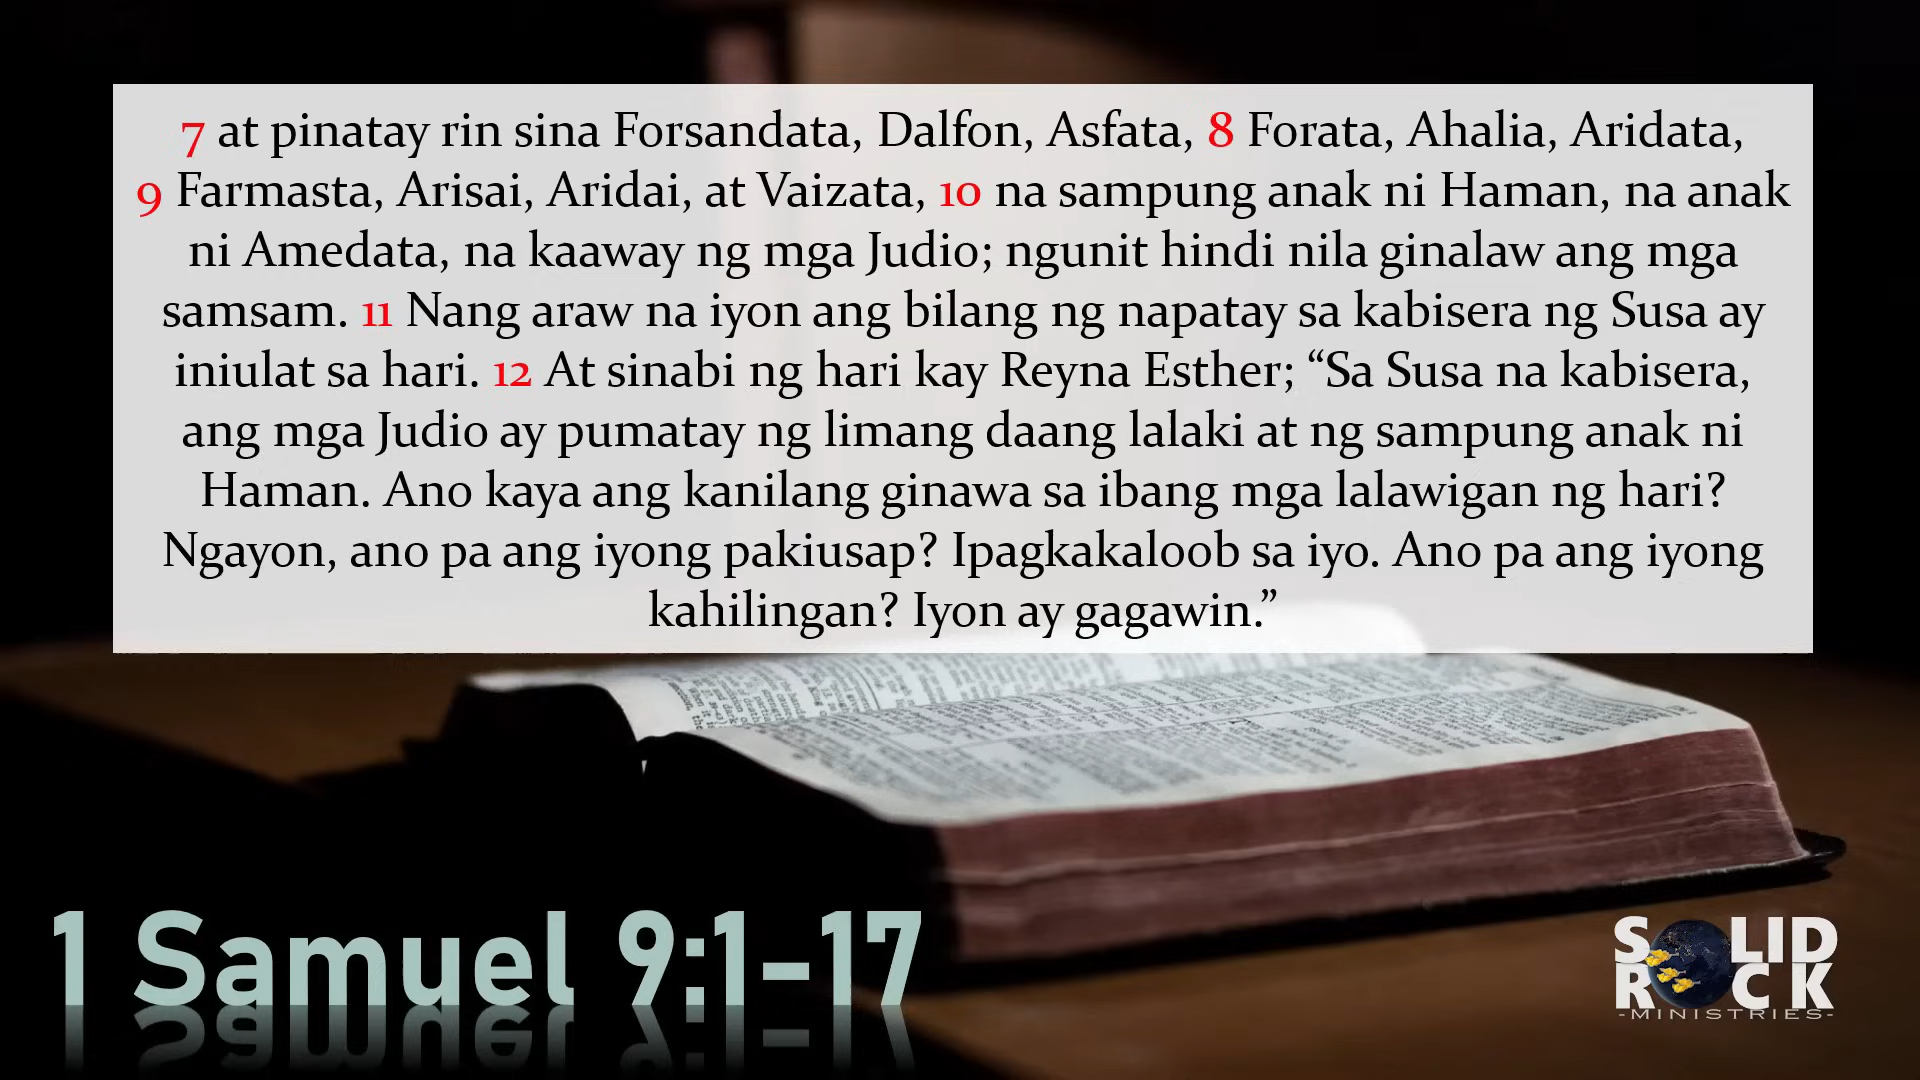 7 at pinatay rin sina Forsandata, Dalfon, Asfata, 8 Forata, Ahalia, Aridata,
9 Farmasta, Arisai, Aridai, at Vaizata, 10 na sampung anak ni Haman, na anak
ni Amedata, na kaaway ng mga Judio; ngunit hindi nila ginalaw ang mga
samsam. 11 Nang araw na iyon ang bilang ng napatay sa kabisera ng Susa ay
iniulat sa hari. 12 At sinabi ng hari kay Reyna Esther; “Sa Susa na kabisera,
ang mga Judio ay pumatay ng limang daang lalaki at ng sampung anak ni
Haman. Ano kaya ang kanilang ginawa sa ibang mga lalawigan ng hari?
Ngayon, ano pa ang iyong pakiusap? Ipagkakaloob sa iyo. Ano pa ang iyong
kahilingan? Iyon ay gagawin.”
1 Samuel 9:1-17
SOLID
ROCK
-MINISTRIES-